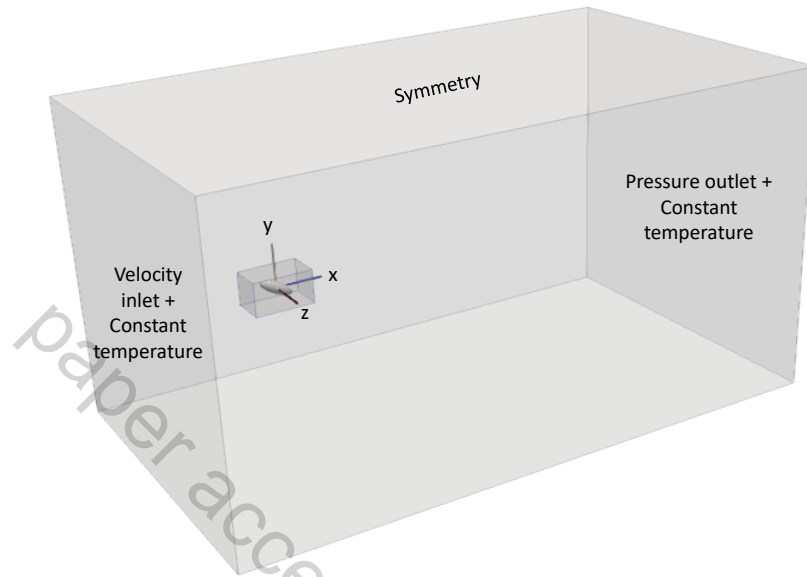 Symmetry
Pressure outlet +
Constant
temperature
y
x
z
Velocity
inlet +
Constant
temperature
paper acce